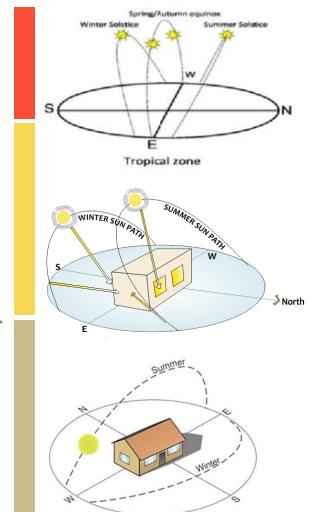 Spring/Autumn equinox
Winter Solstice
Summer Solstice
W
S
N
E
Tropical zone
WINTER SUN PATH
SUMMER SUN PATH
S
W
North
E
Summer
N
E
Winter
W
S